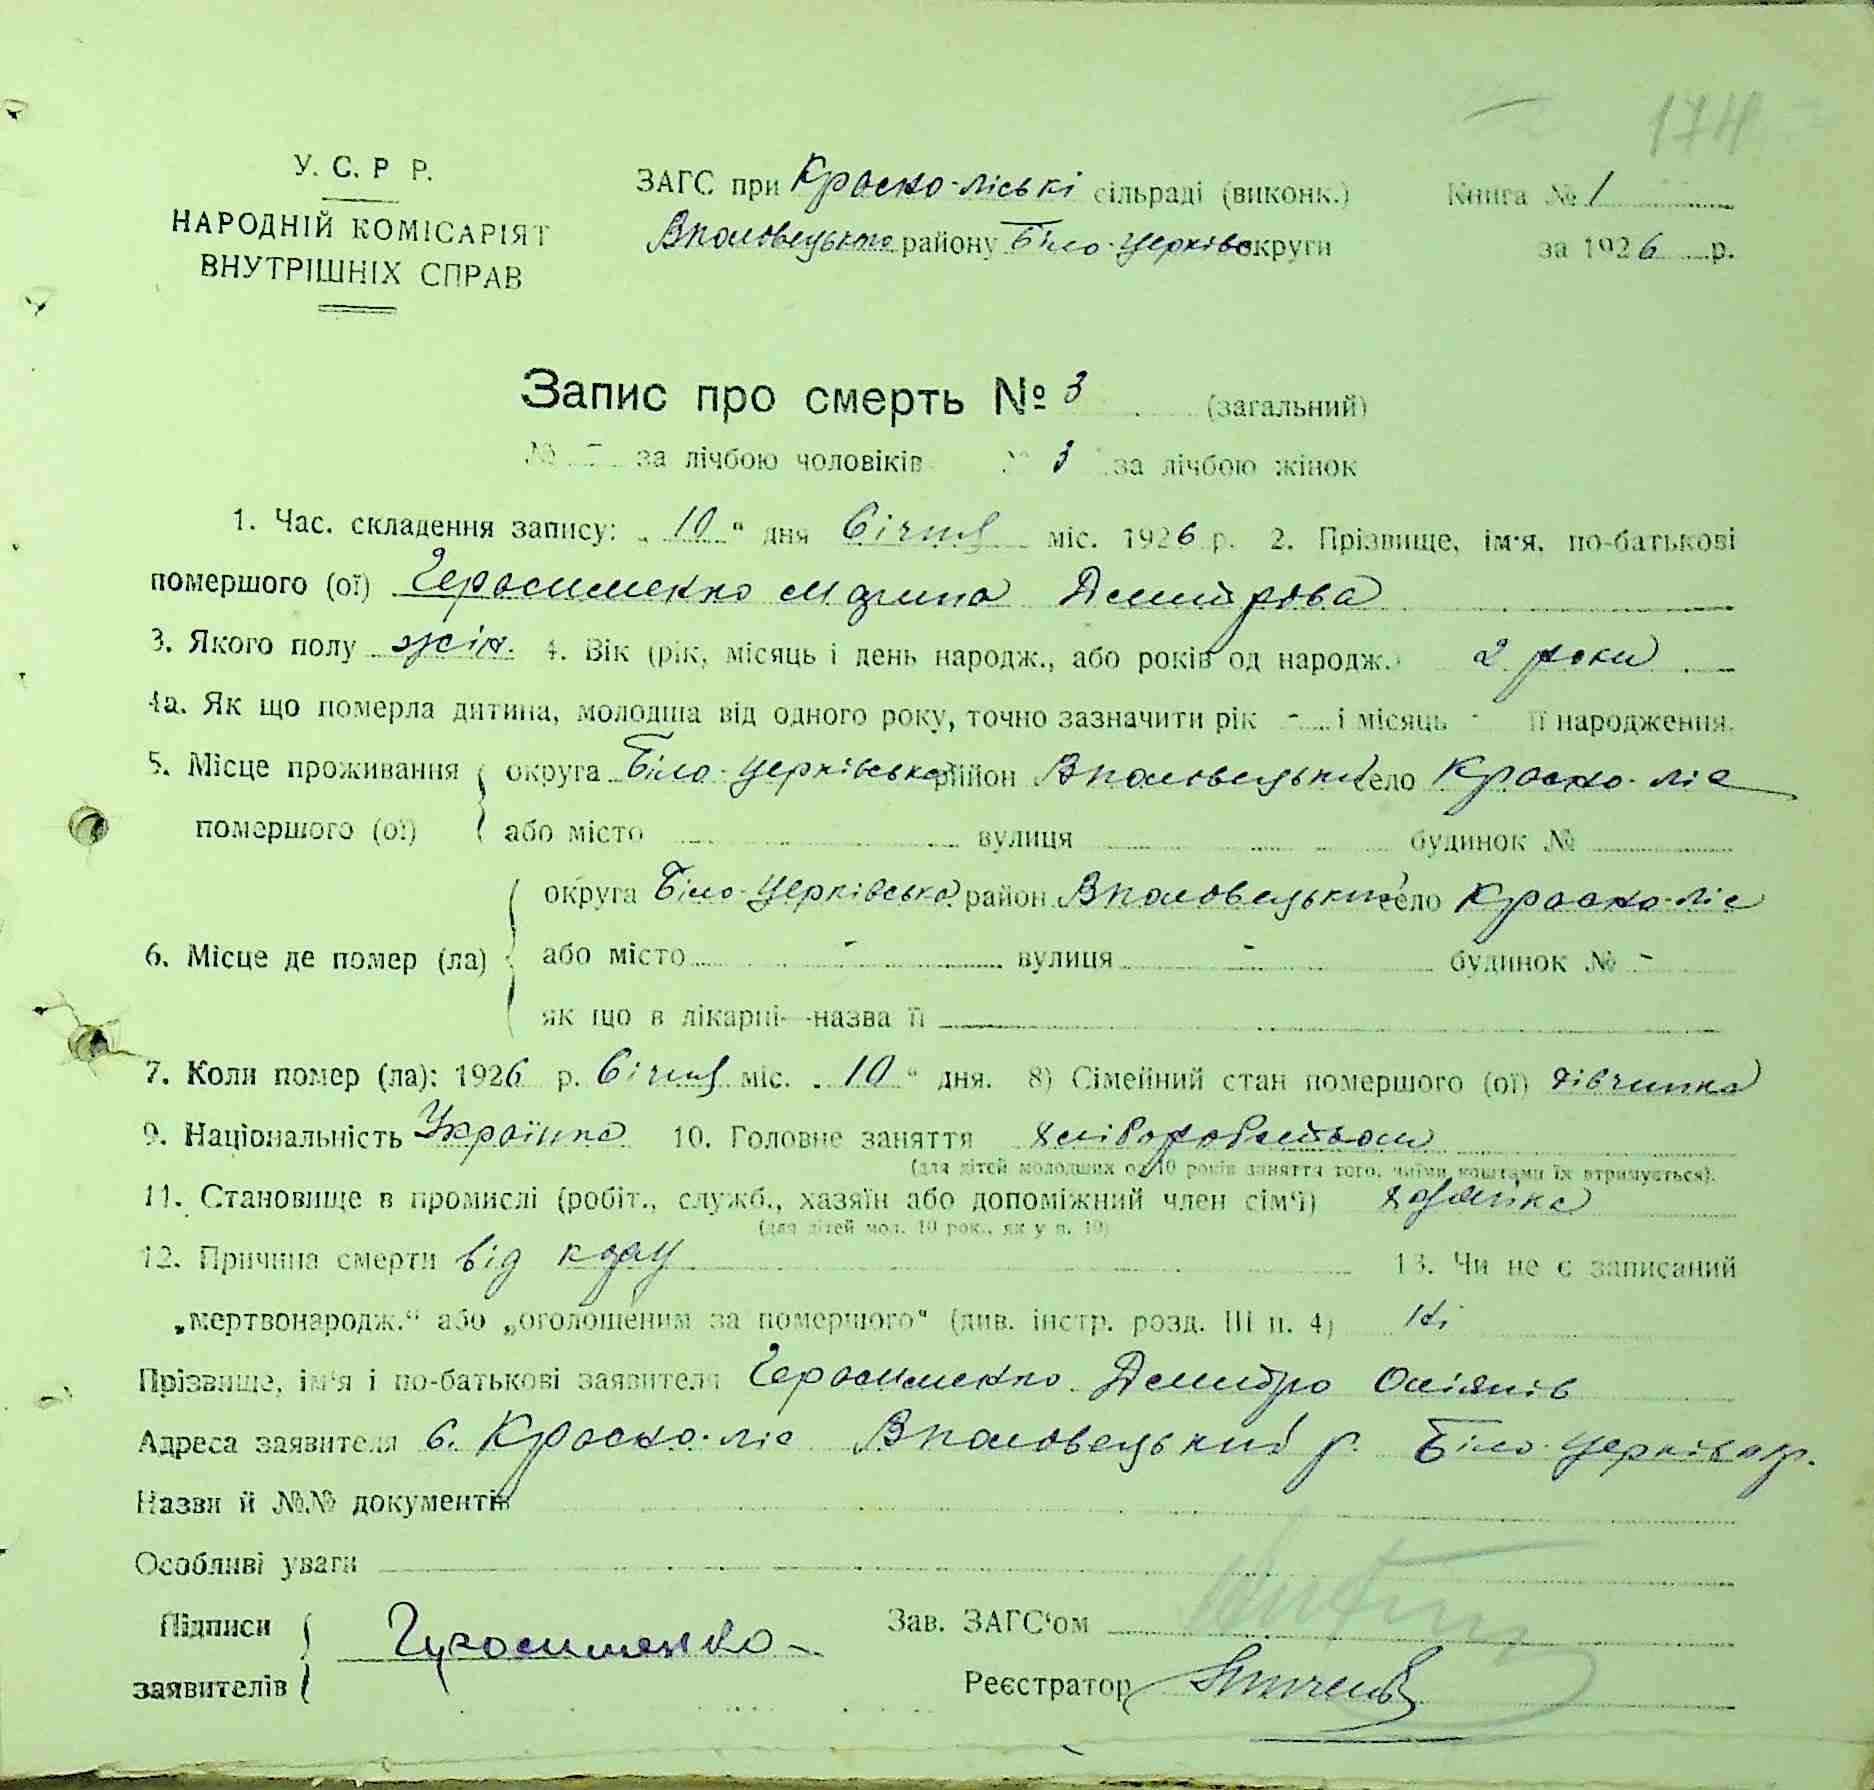 174
У. С. Р Р.
НАРОДНІЙ КОМІСАРІЯТ
ВНУТРІШНІХ СПРАВ
ЗАГС при Красно-ліські сільраді (виконк.)
Книга № 1
району Біло-Церків округи
за 1926 р.
Запис про смерть № 3 (загальний)
№ - за лічбою чоловіків № 3 за лічбою жінок
1. Час. складення запису: „10“ дня Січня міс. 1926 р. 2. Прізвище, ім'я, по-батькові
помершого (ої) Герасименко Дмитрова
3. Якого полу жін. 4. Вік (рік, місяць і день народж., або років од народж.) 2 роки
4а. Як що померла дитина, молодша від одного року, точно зазначити рік - і місяць - її народження.
5. Місце проживання помершого (ої)
округа Біло-Церківська район село Красно-ліс
або місто вулиця будинок №
6. Місце де помер (ла)
округа Біло-Церківська район село Красно-ліс
або місто - вулиця - будинок № -
як що в лікарні—назва її
7. Коли помер (ла): 1926 р. Січня міс. „10“ дня. 8) Сімейний стан помершого (ої) дівчинка
9. Національність Українка 10. Головне заняття хліборобством
(для дітей молодших од 10 років заняття того, чиїми коштами їх втримується).
11. Становище в промислі (робіт., служб., хазяїн або допоміжний член сім'ї) хазяйка
(для дітей мол. 10 рок., як у п. 10)
12. Причина смерти від кору 13. Чи не є записаний
„мертвонародж.“ або „оголошеним за помершого“ (див. інстр. розд. III п. 4) Ні
Прізвище, ім'я і по-батькові заявителя Герасименко Дмитро
Адреса заявителя с. Красно-ліс р. Біло-Церків окр.
Назви й №№ документів
Особливі уваги
Підписи заявителів
Герасименко
Зав. ЗАГС'ом
Реєстратор